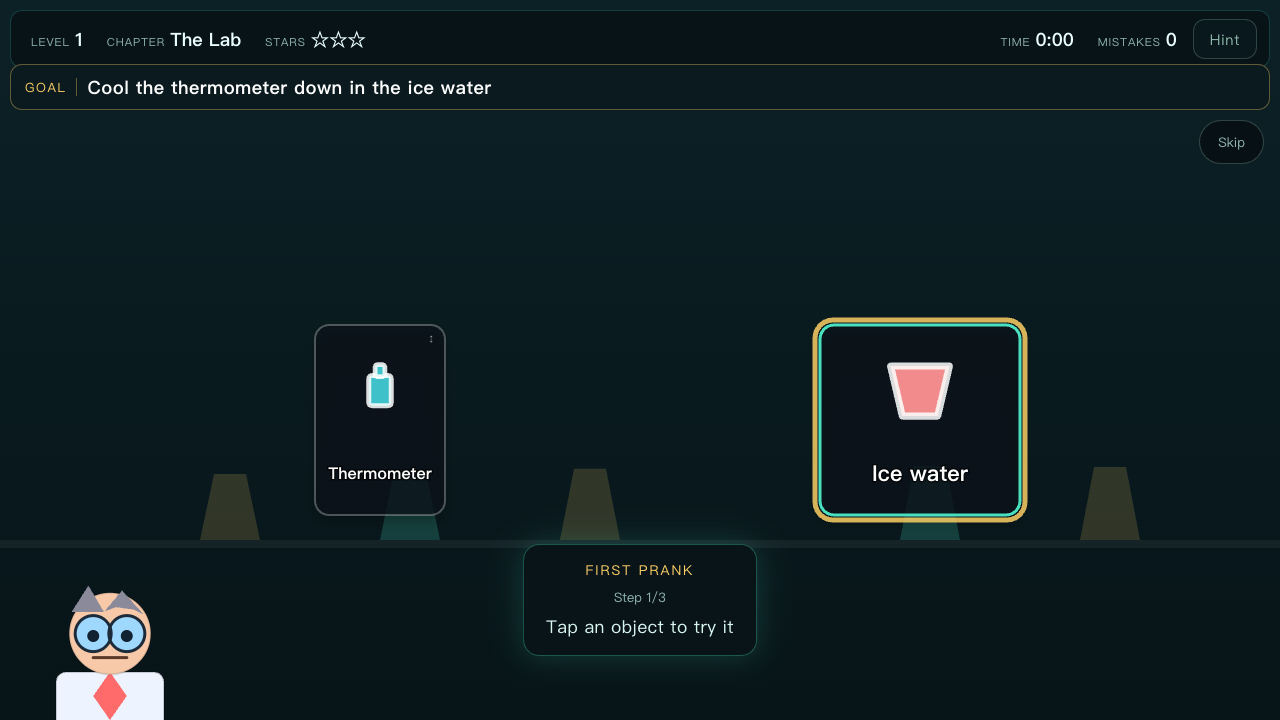 LEVEL 1 CHAPTER The Lab STARS ☆☆☆ TIME 0:00 MISTAKES 0 Hint
GOAL Cool the thermometer down in the ice water
Skip
Thermometer
Ice water
FIRST PRANK
Step 1/3
Tap an object to try it